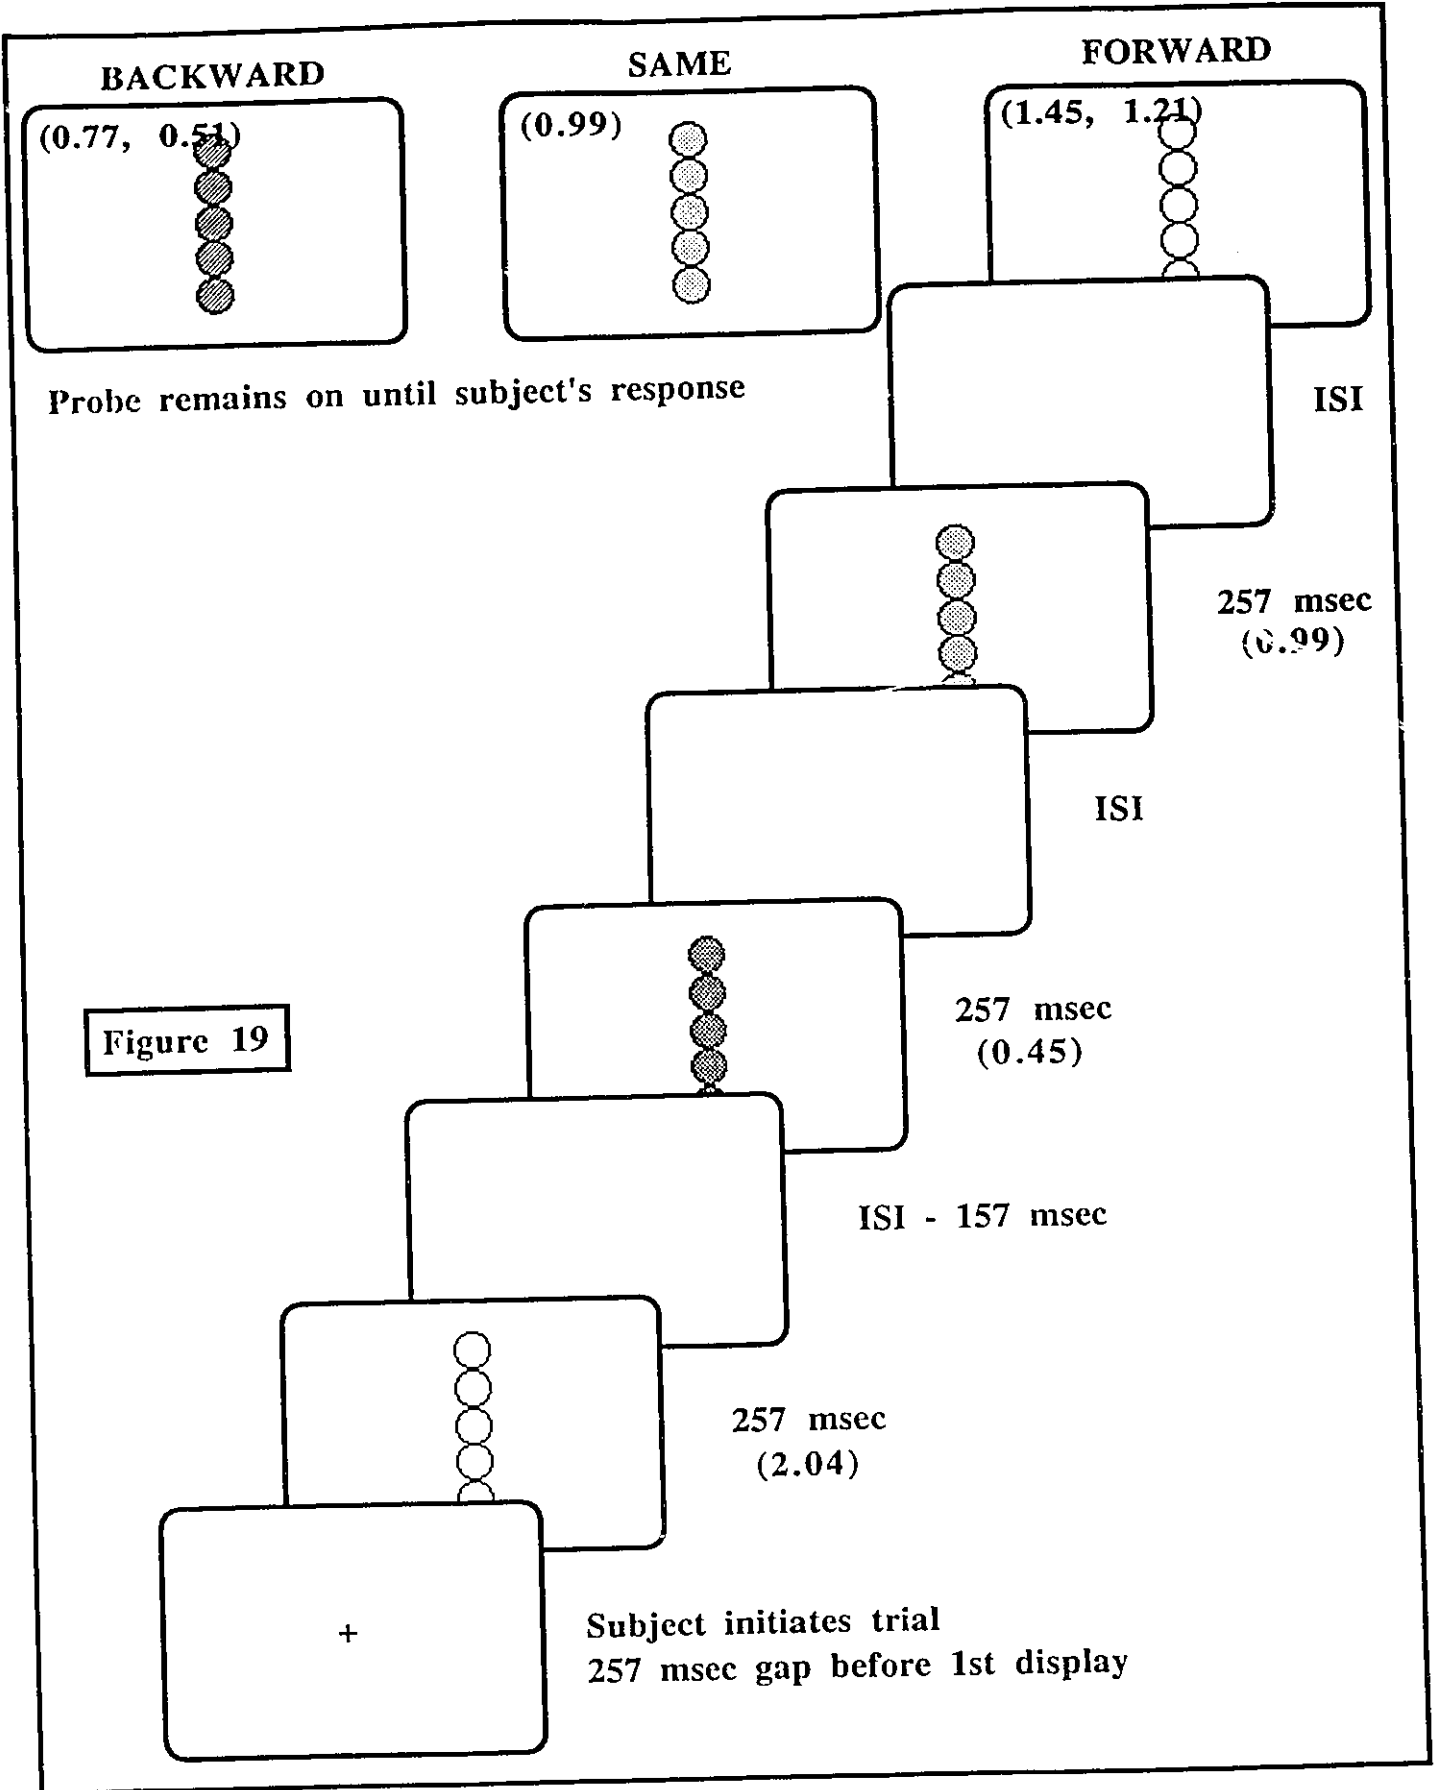 BACKWARD
SAME
FORWARD
(0.77, 0.51)
(0.99)
(1.45, 1.21)
Probe remains on until subject's response
ISI
257 msec
(0.99)
ISI
257 msec
(0.45)
Figure 19
ISI - 157 msec
257 msec
(2.04)
+
Subject initiates trial
257 msec gap before 1st display